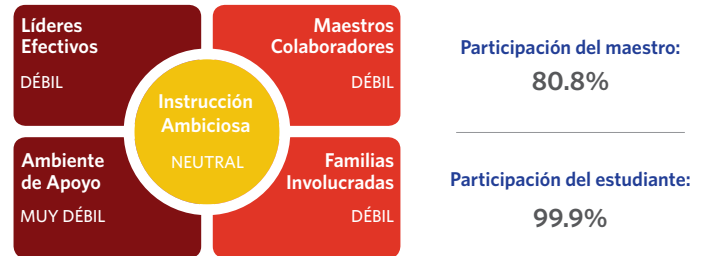 Líderes
Efectivos
DÉBIL
Maestros
Colaboradores
DÉBIL
Instrucción
Ambiciosa
NEUTRAL
Ambiente
de Apoyo
MUY DÉBIL
Familias
Involucradas
DÉBIL
Participación del maestro:
80.8%
Participación del estudiante:
99.9%